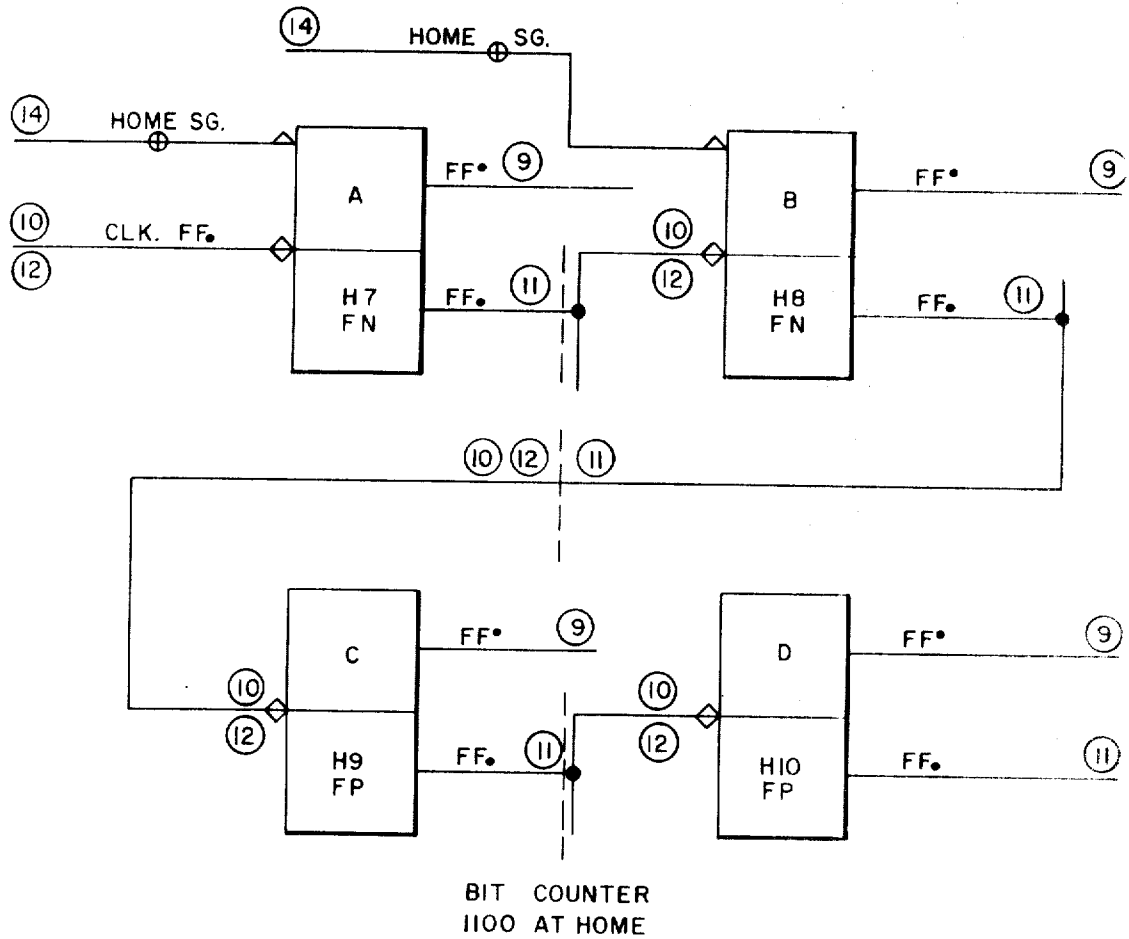 14 HOME SG.
14 HOME SG.
A FF• 9
B FF• 9
10 CLK. FF.
12
10
12
H7
FN
FF. 11
H8
FN
FF. 11
10 12 11
C FF• 9
D FF• 9
10
12
10
12
H9
FP
FF. 11
H10
FP
FF. 11
BIT COUNTER
1100 AT HOME